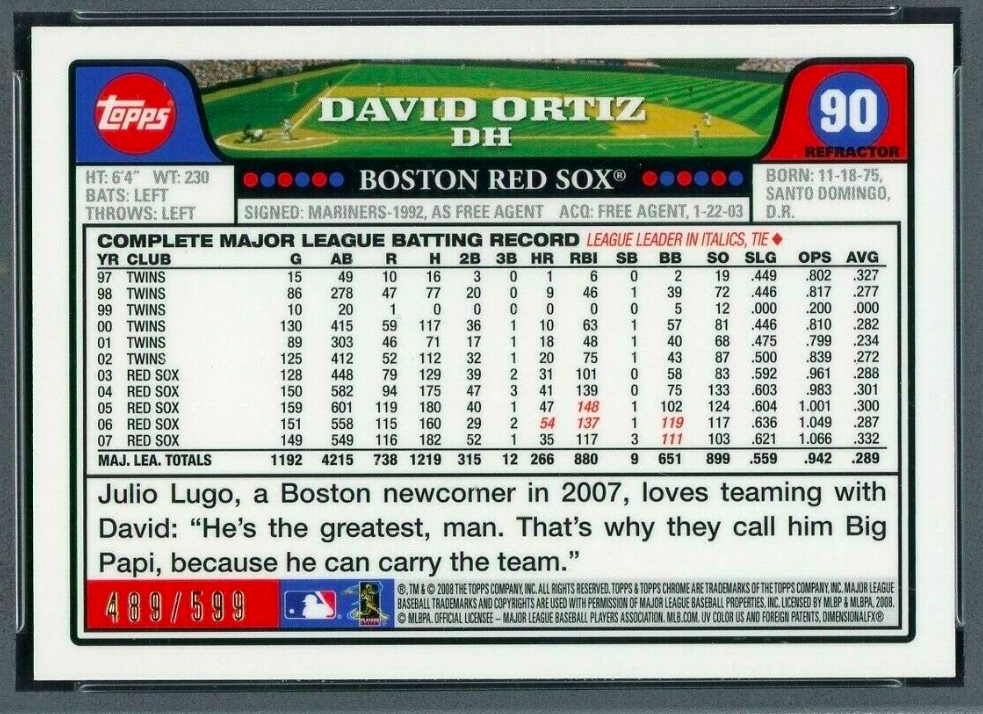 Topps
DAVID ORTIZ
DH
90
REFRACTOR
HT: 6'4" WT: 230
BATS: LEFT
THROWS: LEFT
BOSTON RED SOX®
SIGNED: MARINERS-1992, AS FREE AGENT ACQ: FREE AGENT, 1-22-03
BORN: 11-18-75,
SANTO DOMINGO,
D.R.
COMPLETE MAJOR LEAGUE BATTING RECORD LEAGUE LEADER IN ITALICS, TIE ♦
YR CLUB G AB R H 2B 3B HR RBI SB BB SO SLG OPS AVG
97 TWINS 15 49 10 16 3 0 1 6 0 2 19 .449 .802 .327
98 TWINS 86 278 47 77 20 0 9 46 1 39 72 .446 .817 .277
99 TWINS 10 20 1 0 0 0 0 0 0 5 12 .000 .200 .000
00 TWINS 130 415 59 117 36 1 10 63 1 57 81 .446 .810 .282
01 TWINS 89 303 46 71 17 1 18 48 1 40 68 .475 .799 .234
02 TWINS 125 412 52 112 32 1 20 75 1 43 87 .500 .839 .272
03 RED SOX 128 448 79 129 39 2 31 101 0 58 83 .592 .961 .288
04 RED SOX 150 582 94 175 47 3 41 139 0 75 133 .603 .983 .301
05 RED SOX 159 601 119 180 40 1 47 148 1 102 124 .604 1.001 .300
06 RED SOX 151 558 115 160 29 2 54 137 1 119 117 .636 1.049 .287
07 RED SOX 149 549 116 182 52 1 35 117 3 111 103 .621 1.066 .332
MAJ. LEA. TOTALS 1192 4215 738 1219 315 12 266 880 9 651 899 .559 .942 .289
Julio Lugo, a Boston newcomer in 2007, loves teaming with
David: “He's the greatest, man. That's why they call him Big
Papi, because he can carry the team.”
489/599
®,TM & © 2008 THE TOPPS COMPANY, INC. ALL RIGHTS RESERVED. TOPPS & TOPPS CHROME ARE TRADEMARKS OF THE TOPPS COMPANY, INC. MAJOR LEAGUE
BASEBALL TRADEMARKS AND COPYRIGHTS ARE USED WITH PERMISSION OF MAJOR LEAGUE BASEBALL PROPERTIES, INC. LICENSED BY MLBP & MLBPA, 2008.
© MLBPA. OFFICIAL LICENSEE – MAJOR LEAGUE BASEBALL PLAYERS ASSOCIATION. MLB.COM. UV COLOR US AND FOREIGN PATENTS, DIMENSIONALFX®